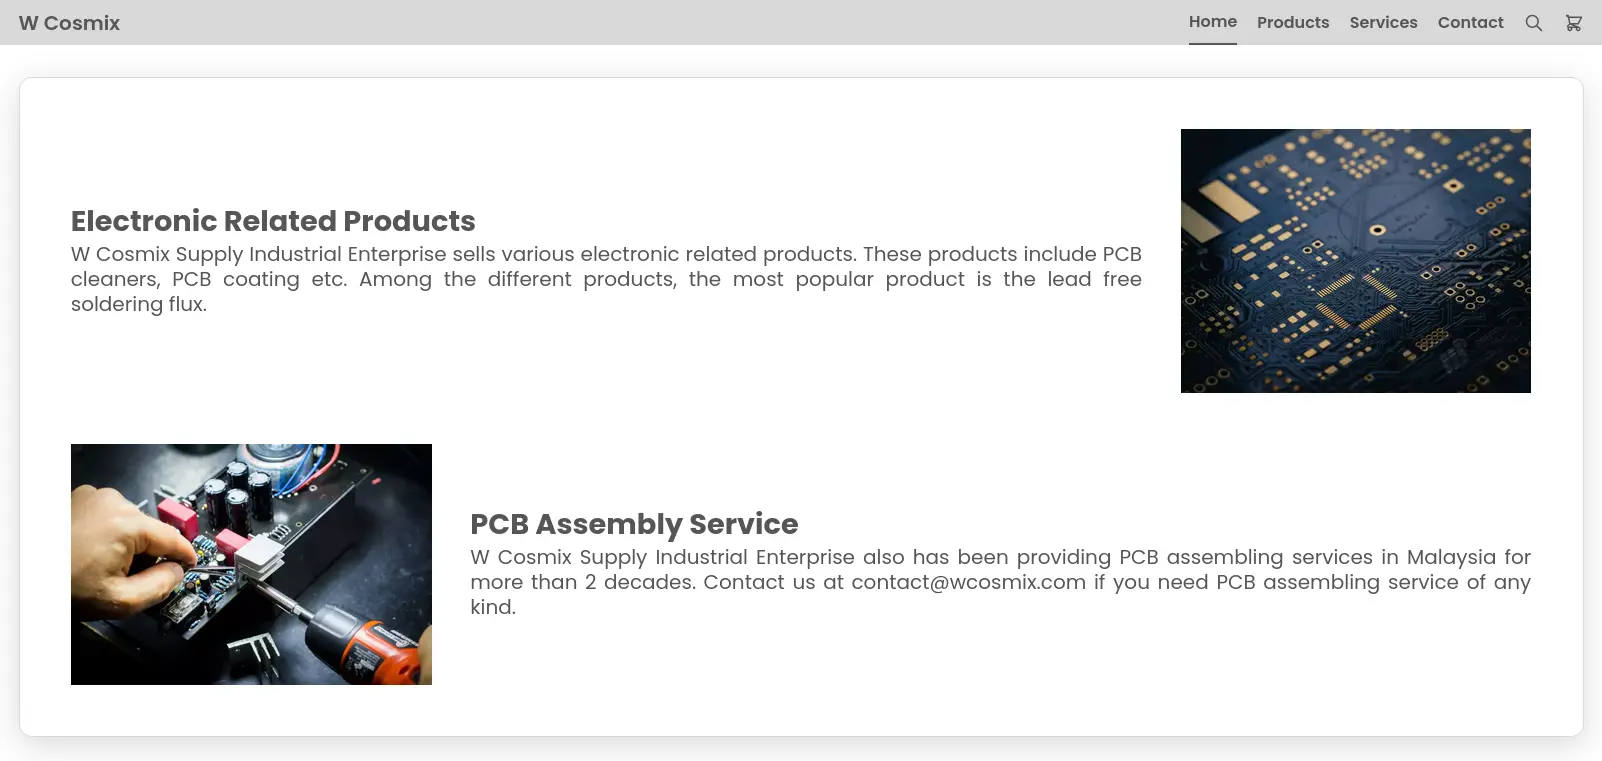 W Cosmix
Home Products Services Contact
Electronic Related Products
W Cosmix Supply Industrial Enterprise sells various electronic related products. These products include PCB
cleaners, PCB coating etc. Among the different products, the most popular product is the lead free
soldering flux.
PCB Assembly Service
W Cosmix Supply Industrial Enterprise also has been providing PCB assembling services in Malaysia for
more than 2 decades. Contact us at contact@wcosmix.com if you need PCB assembling service of any
kind.